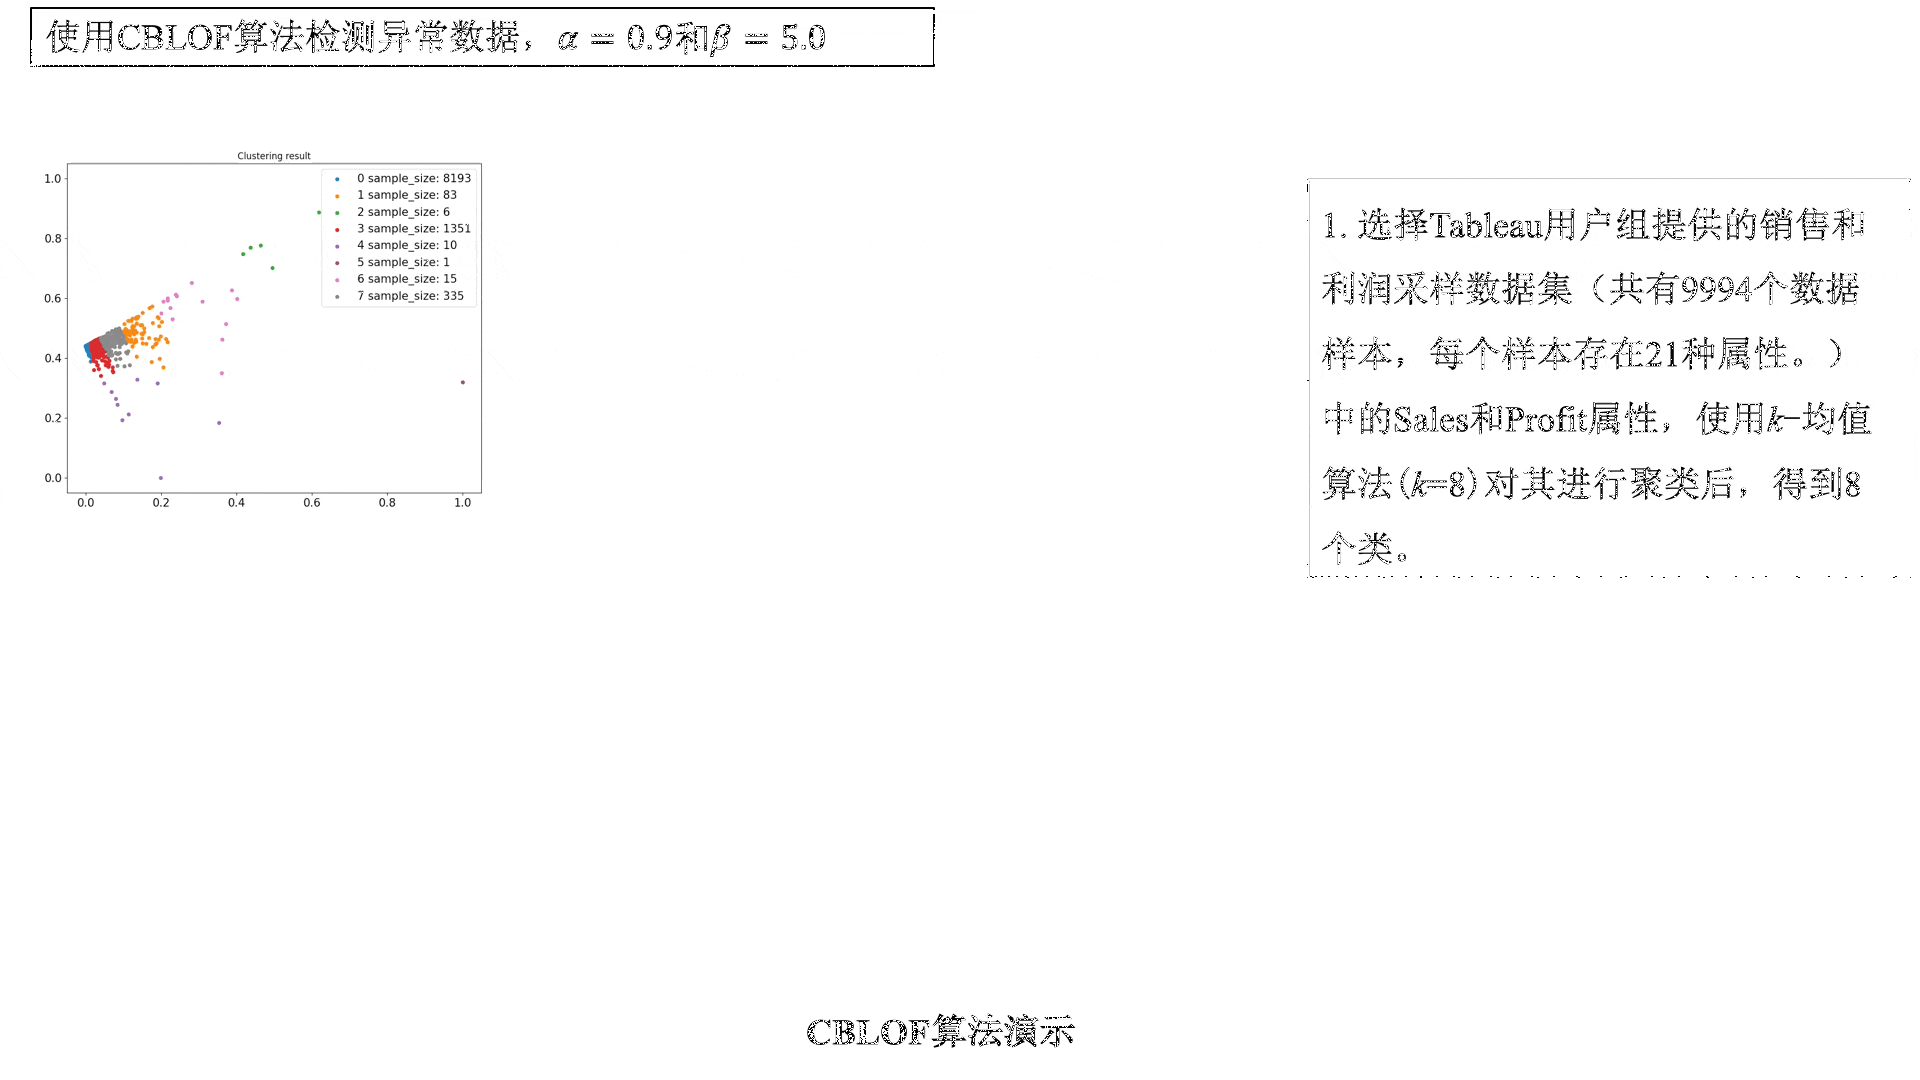 使用CBLOF算法检测异常数据，α = 0.9和β = 5.0
Clustering result
0 sample_size: 8193
1 sample_size: 83
2 sample_size: 6
3 sample_size: 1351
4 sample_size: 10
5 sample_size: 1
6 sample_size: 15
7 sample_size: 335
1.0
0.8
0.6
0.4
0.2
0.0
0.0 0.2 0.4 0.6 0.8 1.0
1. 选择Tableau用户组提供的销售和
利润采样数据集（共有9994个数据
样本，每个样本存在21种属性。）
中的Sales和Profit属性，使用k-均值
算法(k=8)对其进行聚类后，得到8
个类。
CBLOF算法演示